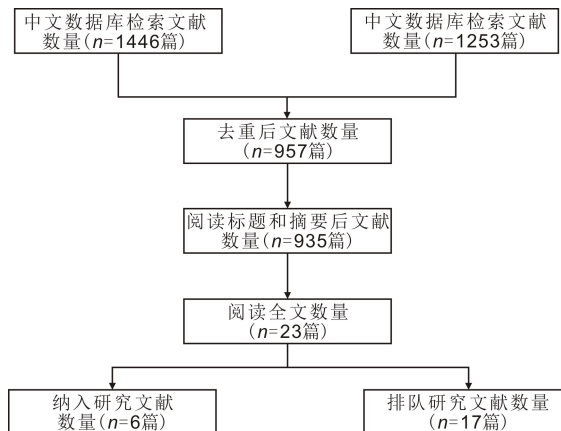 中文数据库检索文献
数量(n=1446篇)
中文数据库检索文献
数量(n=1253篇)
去重后文献数量
(n=957篇)
阅读标题和摘要后文献
数量(n=935篇)
阅读全文数量
(n=23篇)
纳入研究文献
数量(n=6篇)
排队研究文献数量
(n=17篇)